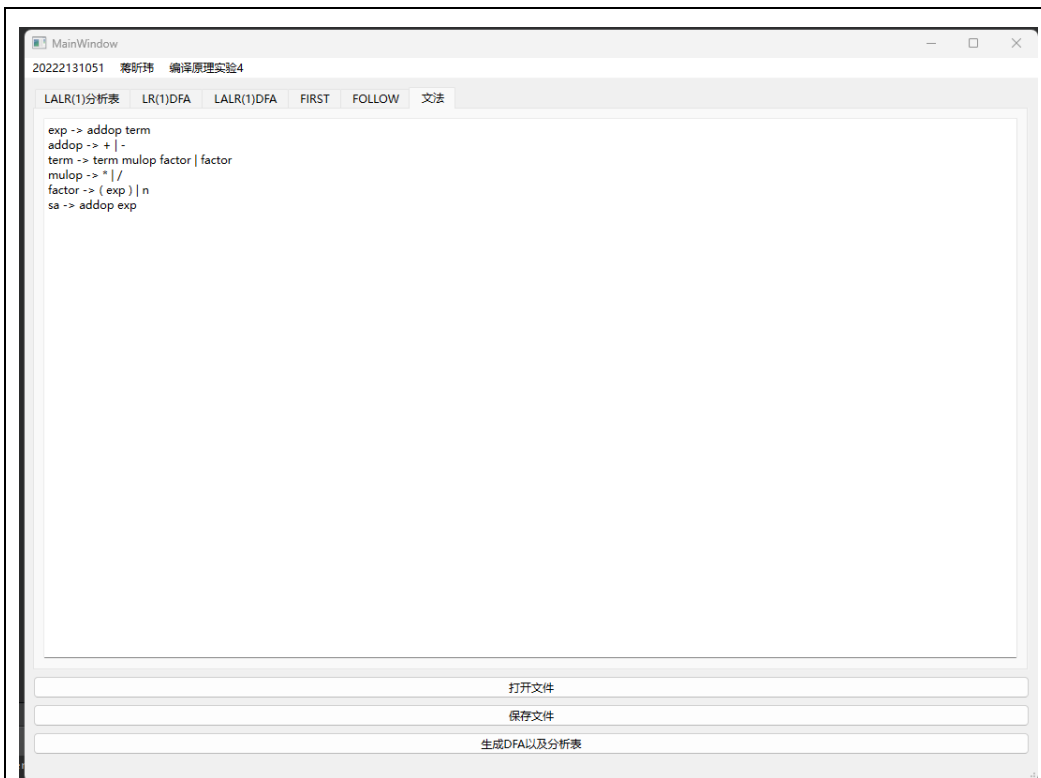 MainWindow
20222131051 蒋昕玮 编译原理实验4
LALR(1)分析表 LR(1)DFA LALR(1)DFA FIRST FOLLOW 文法
exp -> addop term
addop -> + | -
term -> term mulop factor | factor
mulop -> * | /
factor -> ( exp ) | n
sa -> addop exp
打开文件
保存文件
生成DFA以及分析表